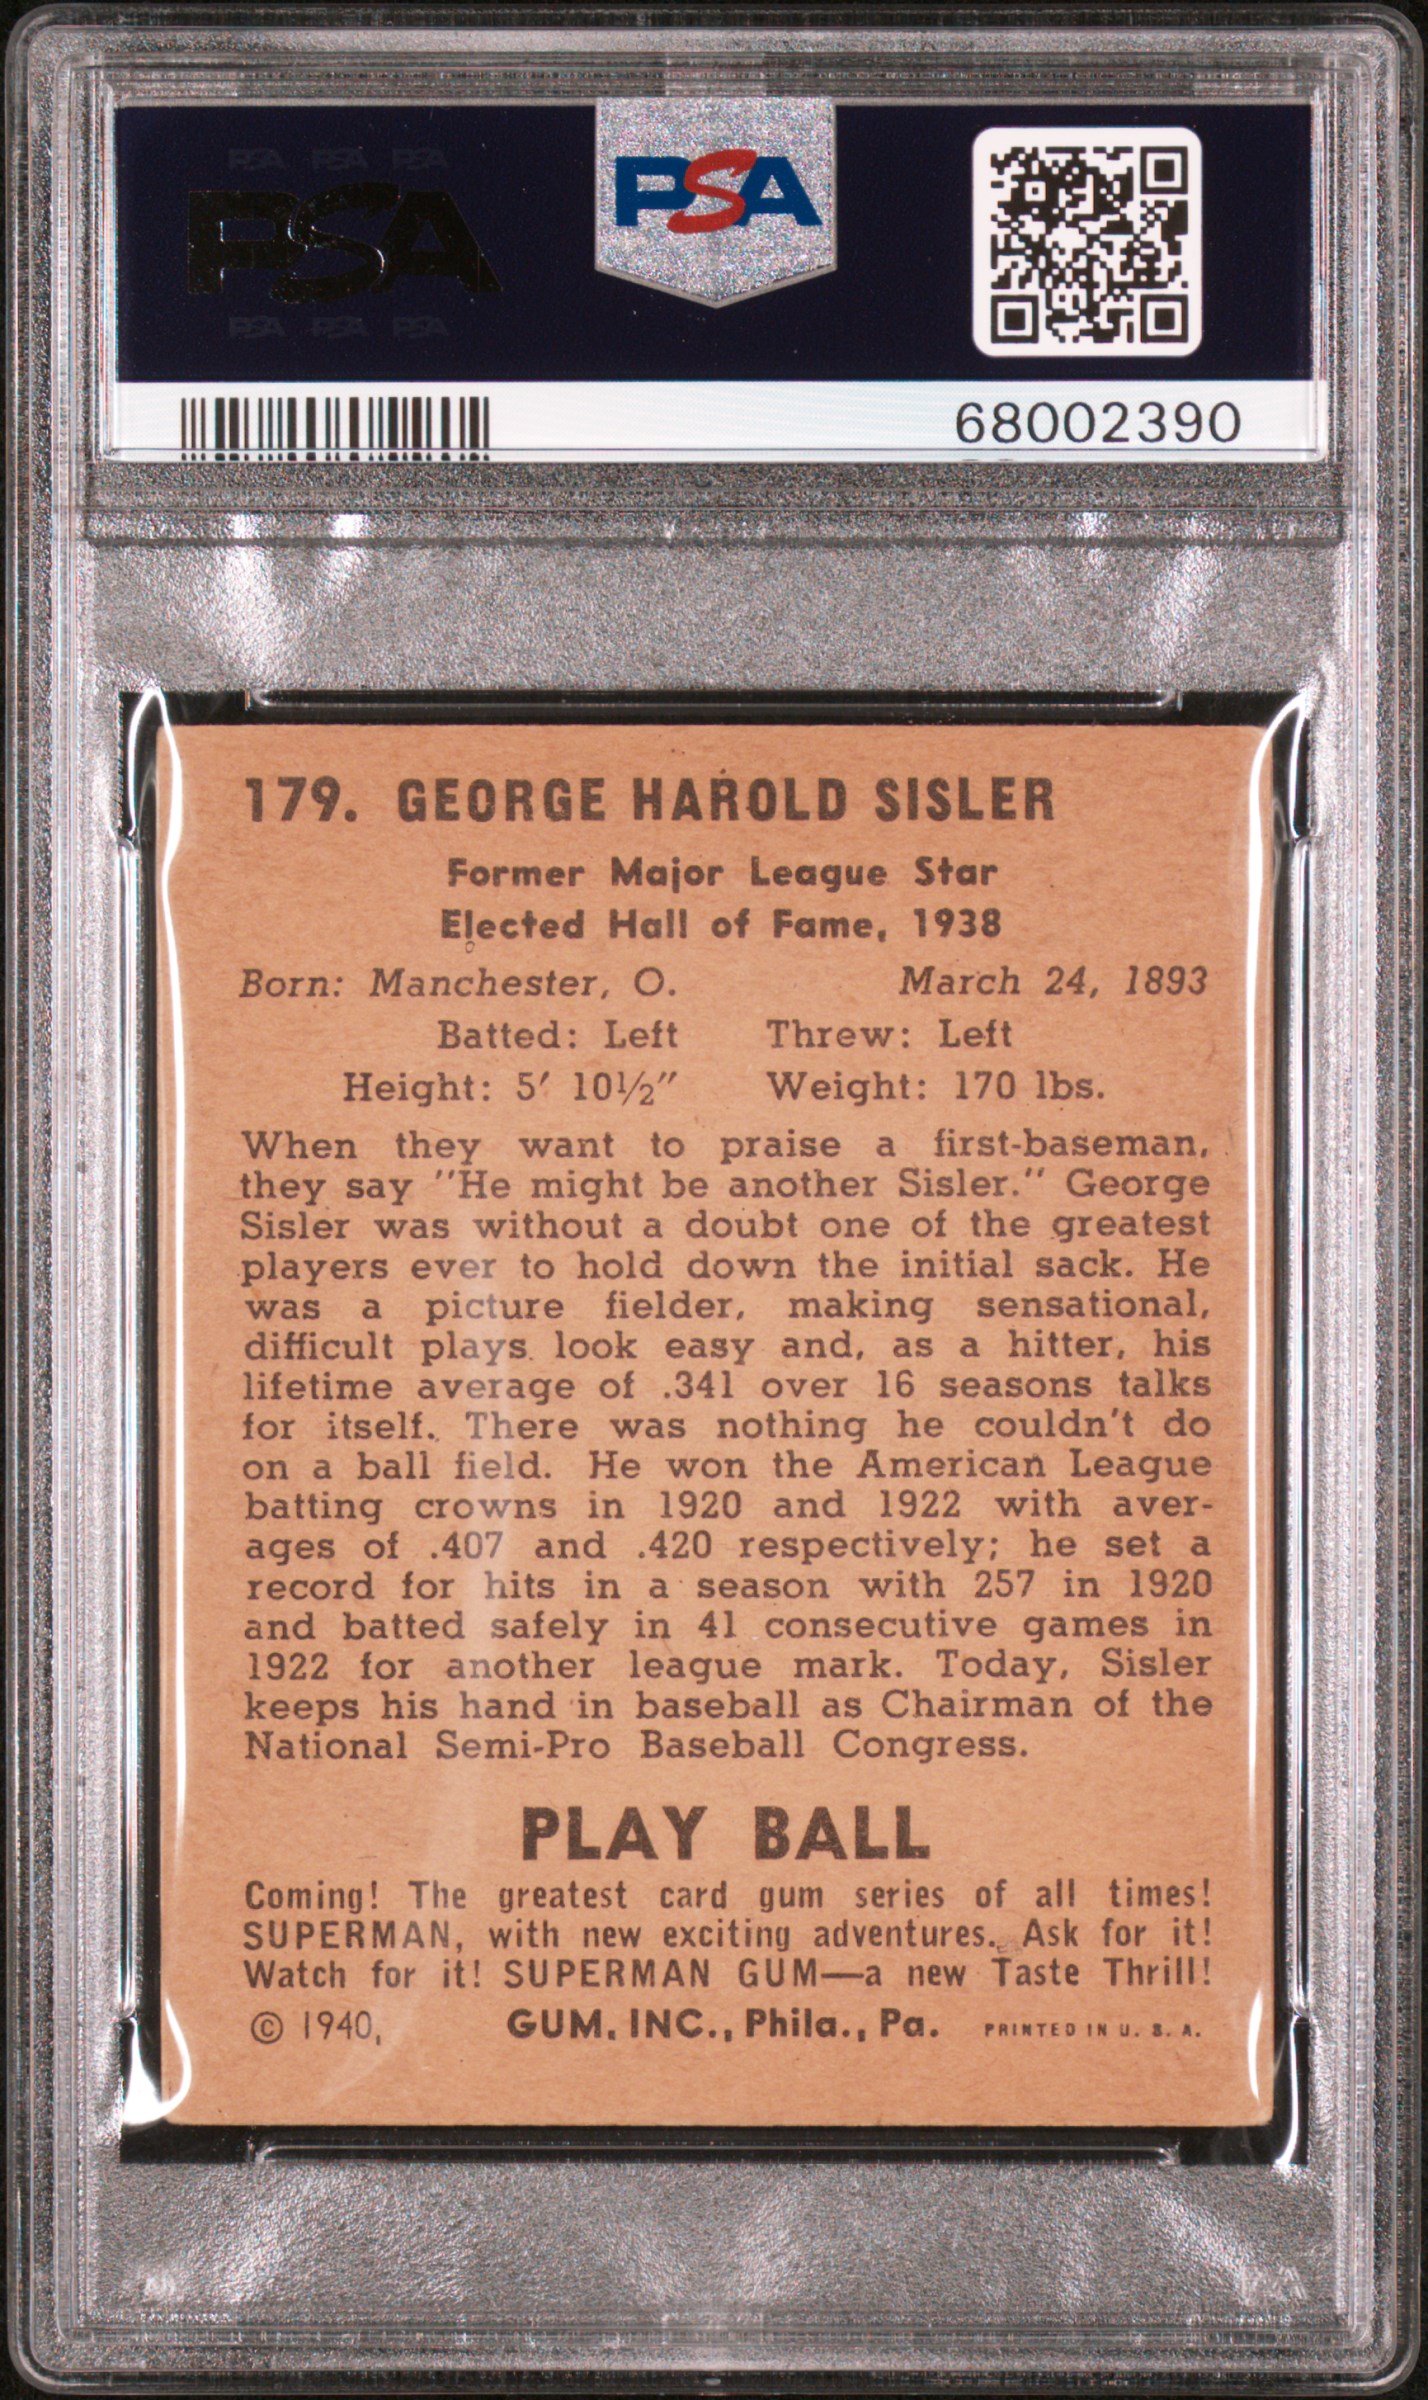 PSA PSA PSA
PSA
PSA PSA PSA
PSA
68002390
179. GEORGE HAROLD SISLER
Former Major League Star
Elected Hall of Fame, 1938
Born: Manchester, O. March 24, 1893
Batted: Left Threw: Left
Height: 5′ 10½″ Weight: 170 lbs.
When they want to praise a first-baseman,
they say "He might be another Sisler." George
Sisler was without a doubt one of the greatest
players ever to hold down the initial sack. He
was a picture fielder, making sensational,
difficult plays look easy and, as a hitter, his
lifetime average of .341 over 16 seasons talks
for itself. There was nothing he couldn't do
on a ball field. He won the American League
batting crowns in 1920 and 1922 with aver-
ages of .407 and .420 respectively; he set a
record for hits in a season with 257 in 1920
and batted safely in 41 consecutive games in
1922 for another league mark. Today, Sisler
keeps his hand in baseball as Chairman of the
National Semi-Pro Baseball Congress.
PLAY BALL
Coming! The greatest card gum series of all times!
SUPERMAN, with new exciting adventures. Ask for it!
Watch for it! SUPERMAN GUM—a new Taste Thrill!
© 1940, GUM, INC., Phila., Pa. PRINTED IN U. S. A.